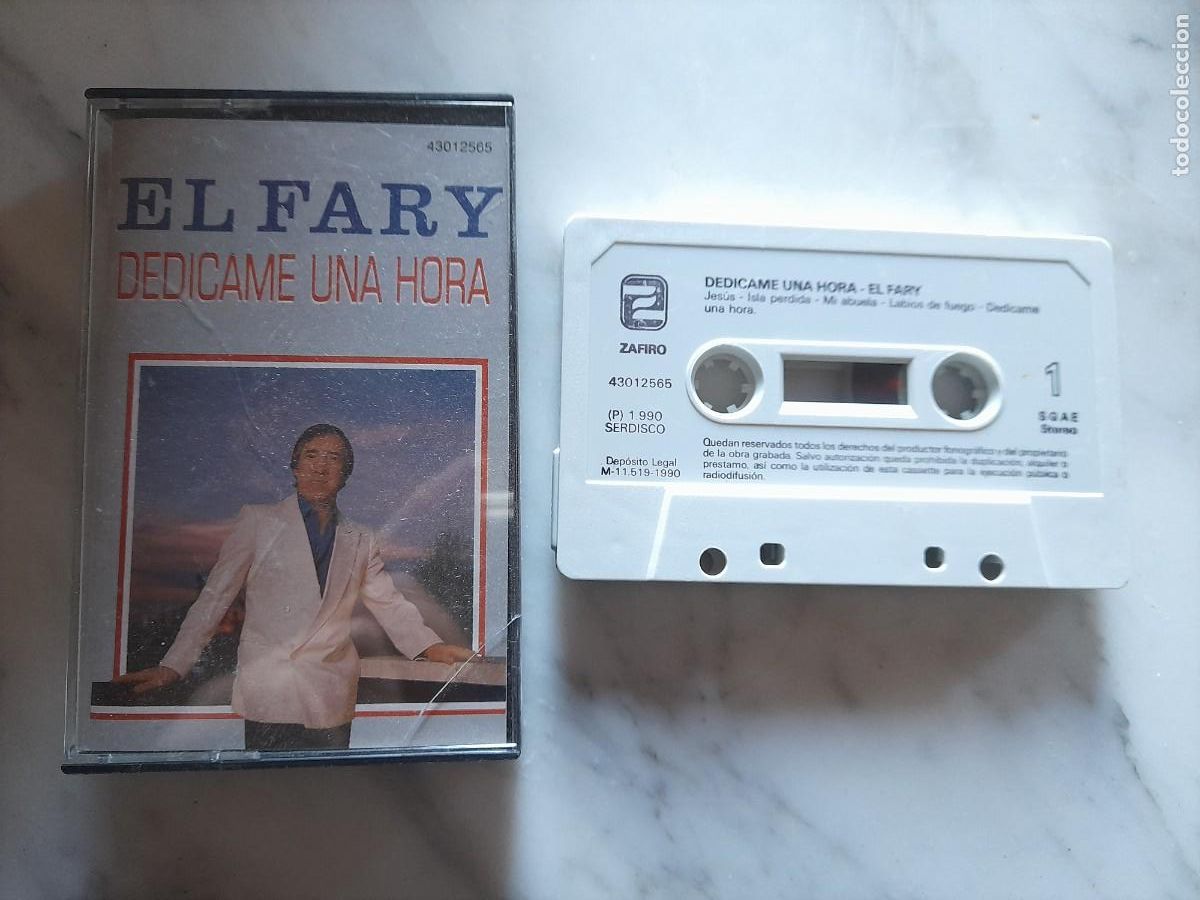 43012565
EL FARY
DEDICAME UNA HORA
DEDICAME UNA HORA - EL FARY
Jesús - Isla perdida - Mi abuela - Labios de fuego - Dedicame
una hora.
ZAFIRO
43012565
1
SGAE
Stereo
(P) 1.990
SERDISCO
Depósito Legal
M-11.519-1990
Quedan reservados todos los derechos del productor fonográfico y del propietario
de la obra grabada. Salvo autorización queda prohibida la duplicación, alquiler o
prestamo, así como la utilización de esta cassette para la ejecución pública o
radiodifusión.
todocoleccion